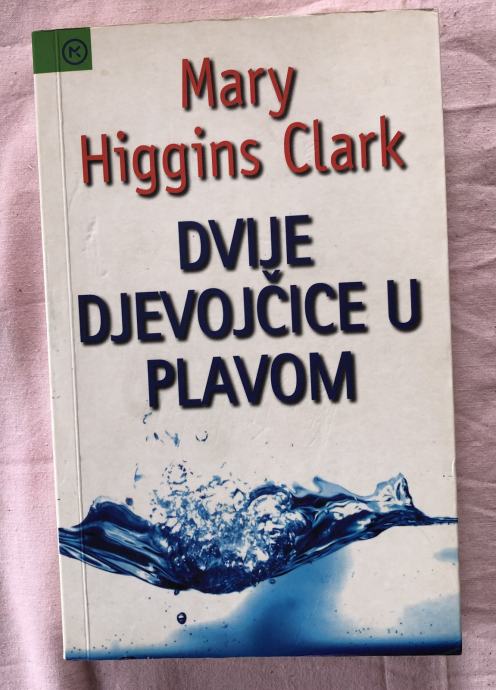 Mary
Higgins Clark
DVIJE
DJEVOJČICE U
PLAVOM